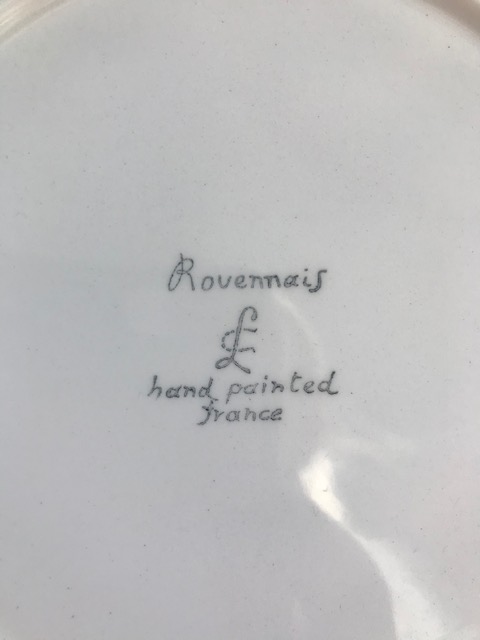 Rovennais
£
hand painted
france